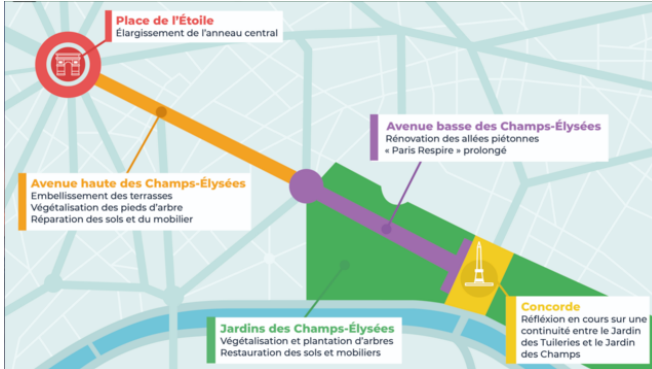 Place de l'Étoile
Élargissement de l'anneau central
Avenue basse des Champs-Élysées
Rénovation des allées piétonnes
« Paris Respire » prolongé
Avenue haute des Champs-Élysées
Embellissement des terrasses
Végétalisation des pieds d'arbre
Réparation des sols et du mobilier
Concorde
Réfléxion en cours sur une
continuité entre le Jardin
des Tuileries et le Jardin
des Champs
Jardins des Champs-Élysées
Végétalisation et plantation d'arbres
Restauration des sols et mobiliers